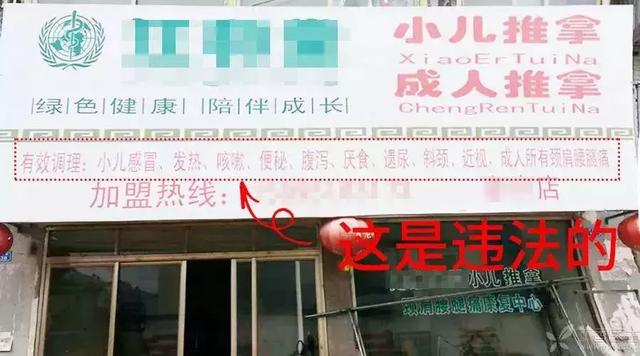 小儿推拿
XiaoErTuiNa
成人推拿
ChengRenTuiNa
绿色健康 陪伴成长
有效调理：小儿感冒、发热、咳嗽、便秘、腹泻、厌食、遗尿、斜颈、近视、成人所有颈肩腰腿痛
加盟热线：
店
这是违法的
小儿推拿
颈肩腰腿痛康复中心